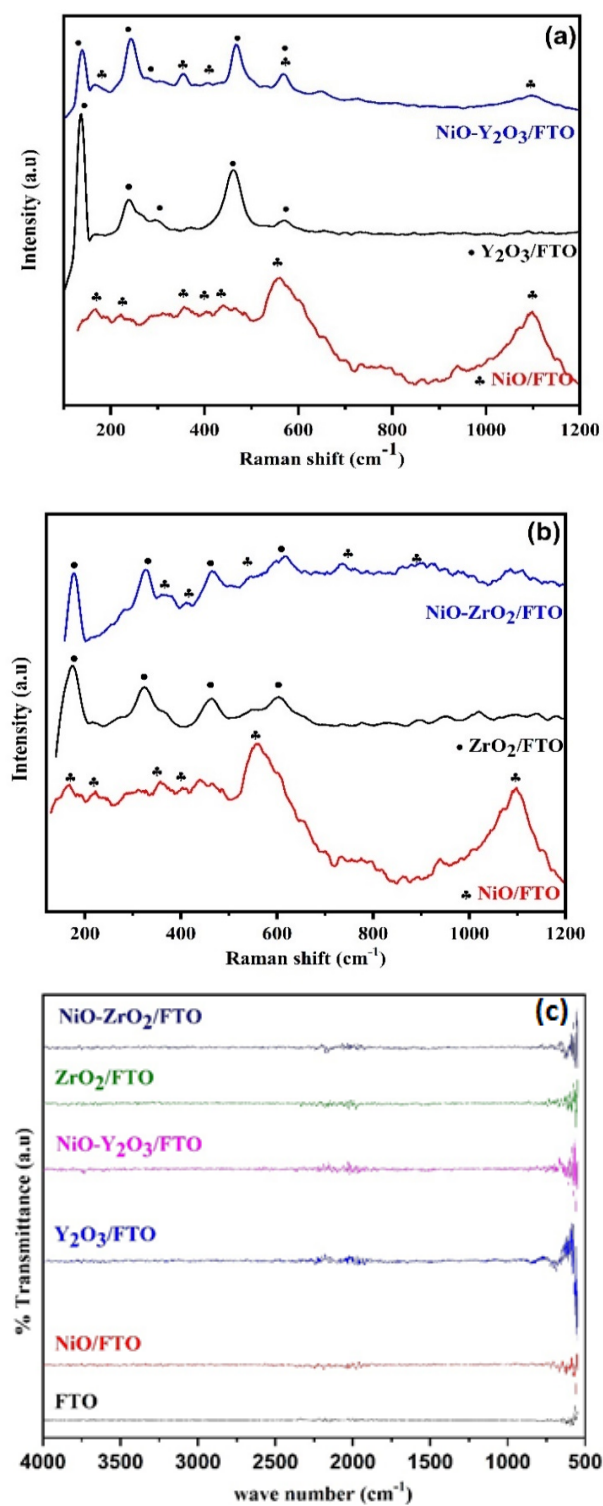 (a)
NiO-Y2O3/FTO
• Y2O3/FTO
♣ NiO/FTO
Intensity (a.u)
200 400 600 800 1000 1200
Raman shift (cm-1)
(b)
NiO-ZrO2/FTO
• ZrO2/FTO
♣ NiO/FTO
Intensity (a.u)
200 400 600 800 1000 1200
Raman shift (cm-1)
(c)
NiO-ZrO2/FTO
ZrO2/FTO
NiO-Y2O3/FTO
Y2O3/FTO
NiO/FTO
FTO
% Transmittance (a.u)
4000 3500 3000 2500 2000 1500 1000 500
wave number (cm-1)